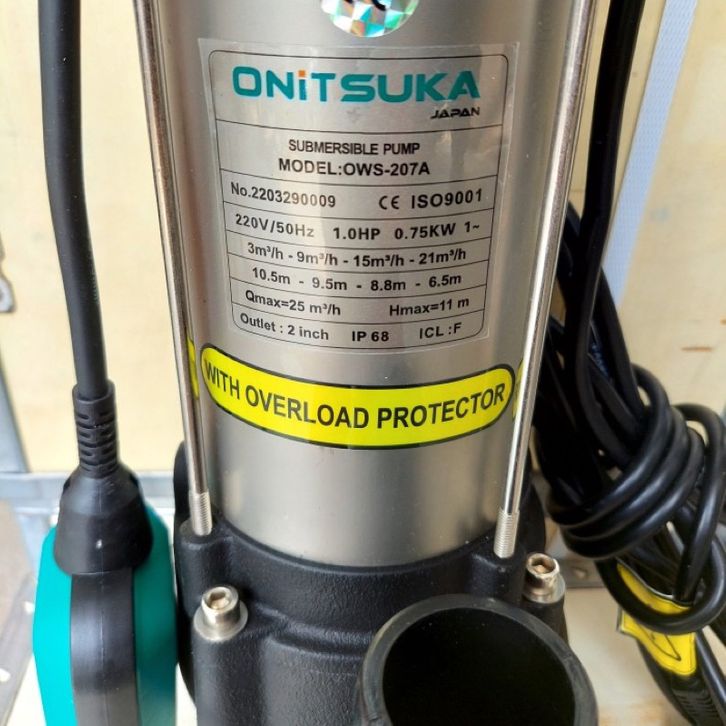 ONiTSUKA
JAPAN
SUBMERSIBLE PUMP
MODEL:OWS-207A
No.2203290009 CE ISO9001
220V/50Hz 1.0HP 0.75KW 1~
3m³/h - 9m³/h - 15m³/h - 21m³/h
10.5m - 9.5m - 8.8m - 6.5m
Qmax=25 m³/h Hmax=11 m
Outlet : 2 inch IP 68 ICL :F
WITH OVERLOAD PROTECTOR